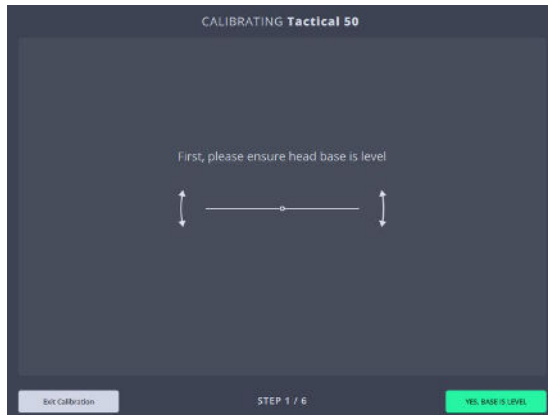 CALIBRATING Tactical 50
First, please ensure head base is level
Exit Calibration
STEP 1 / 6
YES, BASE IS LEVEL